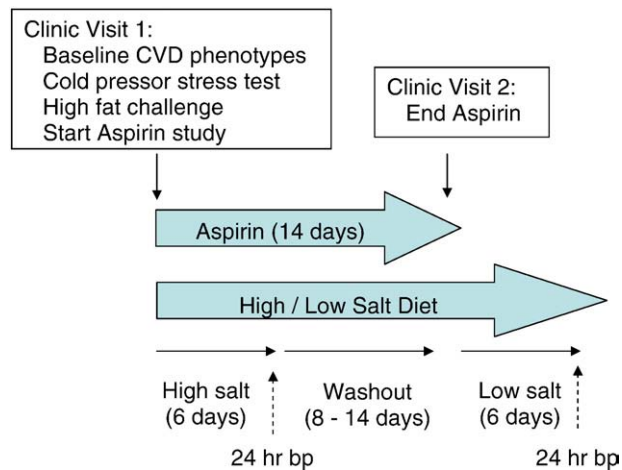 Clinic Visit 1:
Baseline CVD phenotypes
Cold pressor stress test
High fat challenge
Start Aspirin study
Clinic Visit 2:
End Aspirin
Aspirin (14 days)
High / Low Salt Diet
High salt
(6 days)
Washout
(8 - 14 days)
Low salt
(6 days)
24 hr bp
24 hr bp